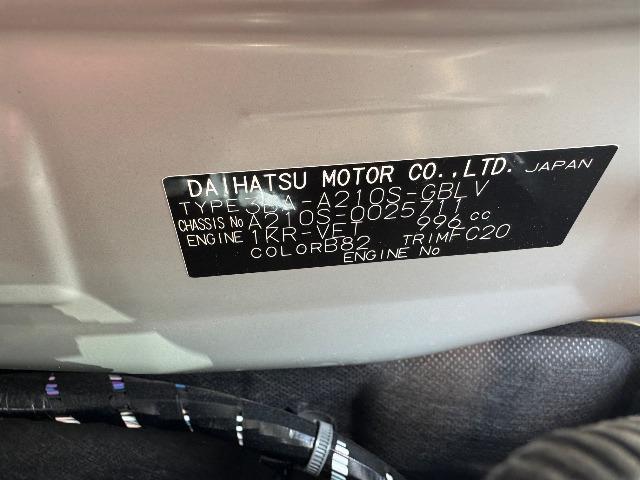 DAIHATSU MOTOR CO.,LTD. JAPAN
TYPE 3BA-A210S-GBLV
CHASSIS No A210S-0025711
ENGINE 1KR-VET 996 cc
COLOR B82 TRIM FC20
ENGINE No